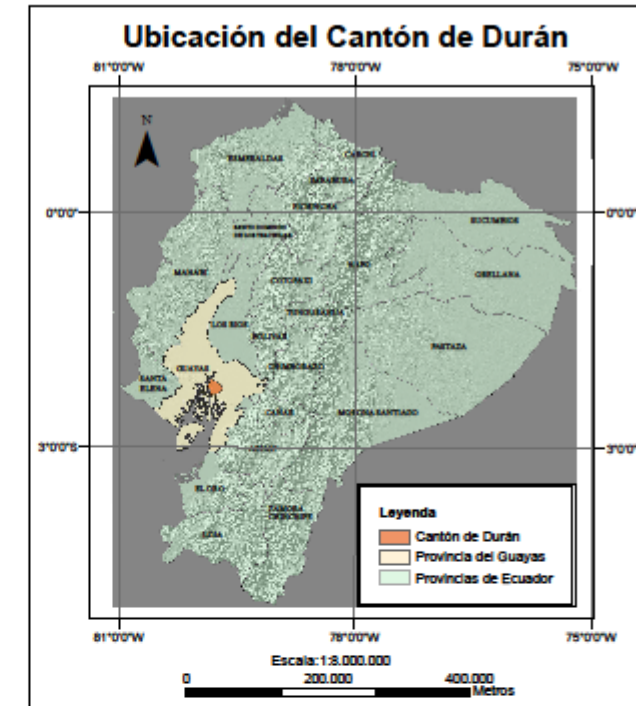 Ubicación del Cantón de Durán
81°0'0"W 78°0'0"W 75°0'0"W
N
ESMERALDAS
CARCHI
IMBABURA
PICHINCHA
0°0'0" 0°0'0"
SUCUMBIOS
SANTO DOMINGO
MANABI
NAPO
ORELLANA
COTOPAXI
TUNGURAHUA
LOS RIOS
BOLIVAR
PASTAZA
GUAYAS
CHIMBORAZO
SANTA
ELENA
CAÑAR
MORONA SANTIAGO
3°0'0"S
EL ORO
ZAMORA
CHINCHIPE
LOJA
Leyenda
Cantón de Durán
Provincia del Guayas
Provincias de Ecuador
81°0'0"W 78°0'0"W 75°0'0"W
Escala:1:8.000.000
0 200.000 400.000
Metros